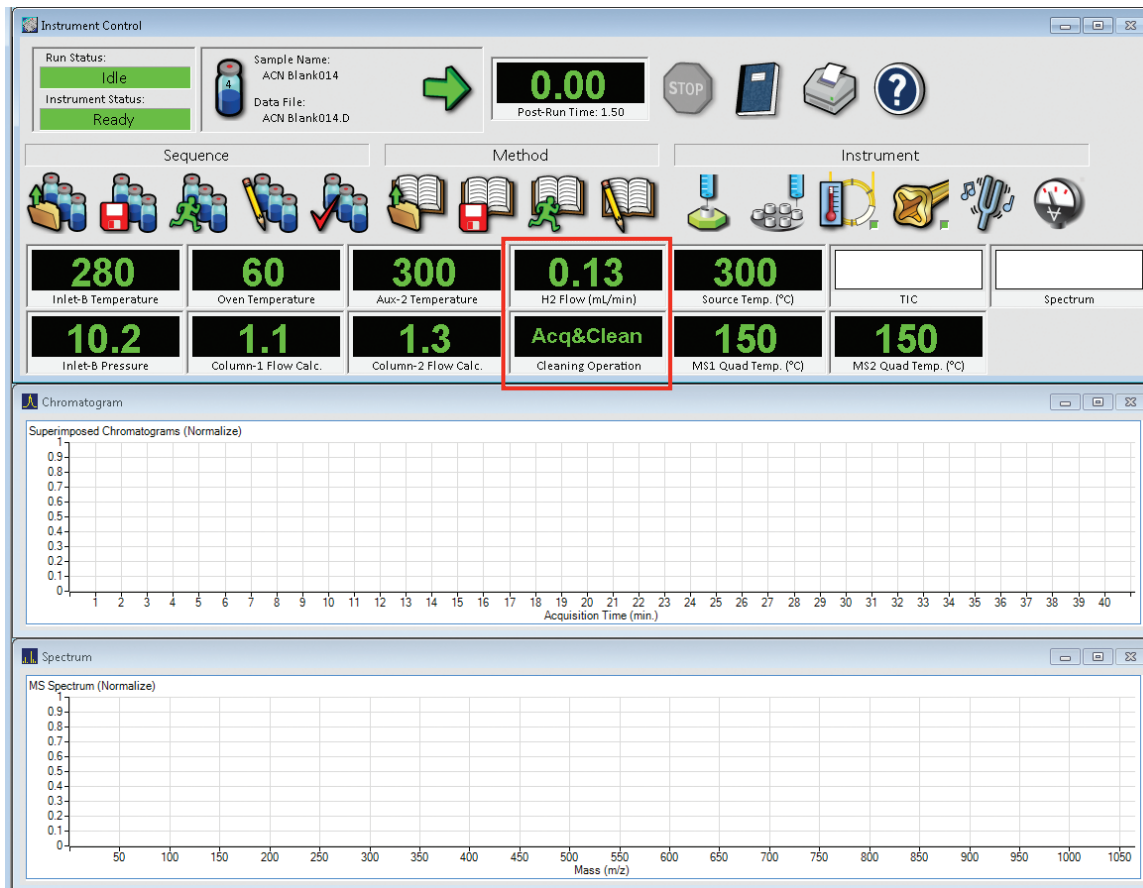 Instrument Control
Run Status:
Idle
Instrument Status:
Ready
4
Sample Name:
ACN Blank014
Data File:
ACN Blank014.D
0.00
Post-Run Time: 1.50
STOP
?
Sequence
Method
Instrument
280
Inlet-B Temperature
60
Oven Temperature
300
Aux-2 Temperature
0.13
H2 Flow (mL/min)
300
Source Temp. (°C)
TIC
Spectrum
10.2
Inlet-B Pressure
1.1
Column-1 Flow Calc.
1.3
Column-2 Flow Calc.
Acq&Clean
Cleaning Operation
150
MS1 Quad Temp. (°C)
150
MS2 Quad Temp. (°C)
Chromatogram
Superimposed Chromatograms (Normalize)
1
0.9
0.8
0.7
0.6
0.5
0.4
0.3
0.2
0.1
0
1 2 3 4 5 6 7 8 9 10 11 12 13 14 15 16 17 18 19 20 21 22 23 24 25 26 27 28 29 30 31 32 33 34 35 36 37 38 39 40
Acquisition Time (min.)
Spectrum
MS Spectrum (Normalize)
1
0.9
0.8
0.7
0.6
0.5
0.4
0.3
0.2
0.1
0
50 100 150 200 250 300 350 400 450 500 550 600 650 700 750 800 850 900 950 1000 1050
Mass (m/z)